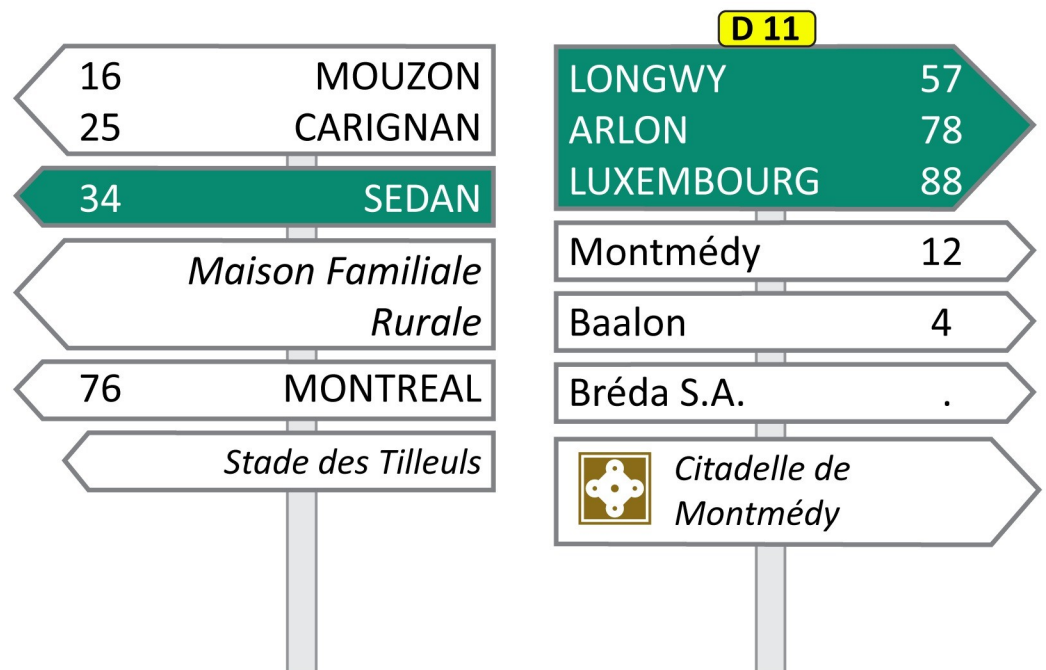 16 MOUZON
25 CARIGNAN
34 SEDAN
Maison Familiale
Rurale
76 MONTREAL
Stade des Tilleuls
D 11
LONGWY 57
ARLON 78
LUXEMBOURG 88
Montmédy 12
Baalon 4
Bréda S.A. .
Citadelle de
Montmédy